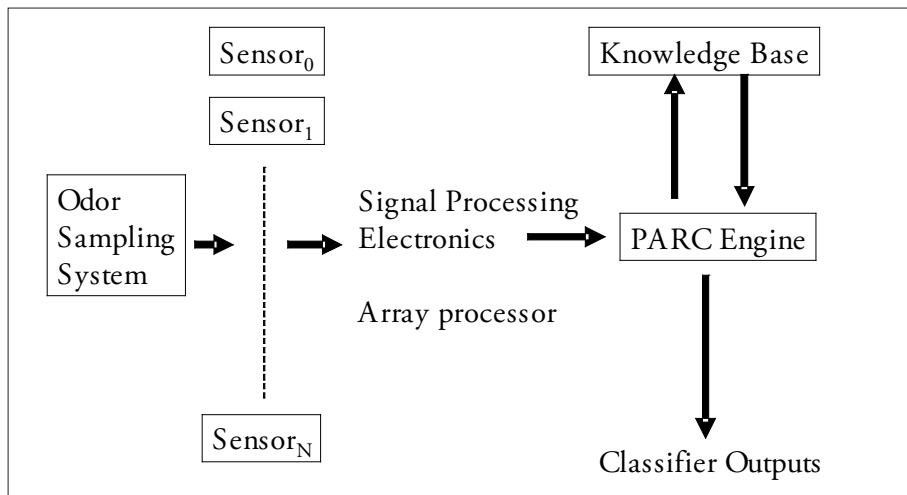 Sensor0
Sensor1
Odor
Sampling
System
SensorN
Signal Processing
Electronics
Array processor
Knowledge Base
PARC Engine
Classifier Outputs